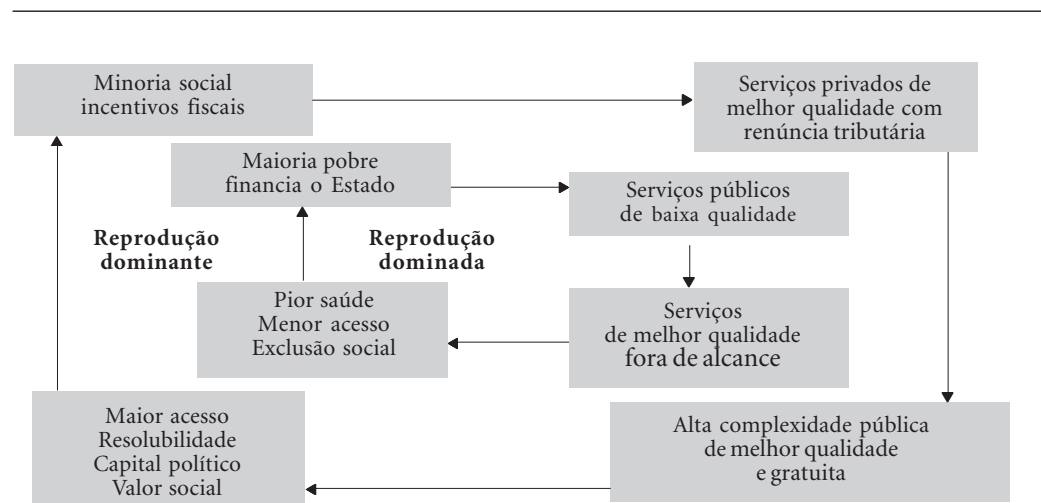 Minoria social
incentivos fiscais
Serviços privados de
melhor qualidade com
renúncia tributária
Maioria pobre
financia o Estado
Serviços públicos
de baixa qualidade
Reprodução
dominante
Reprodução
dominada
Pior saúde
Menor acesso
Exclusão social
Serviços
de melhor qualidade
fora de alcance
Maior acesso
Resolubilidade
Capital político
Valor social
Alta complexidade pública
de melhor qualidade
e gratuita